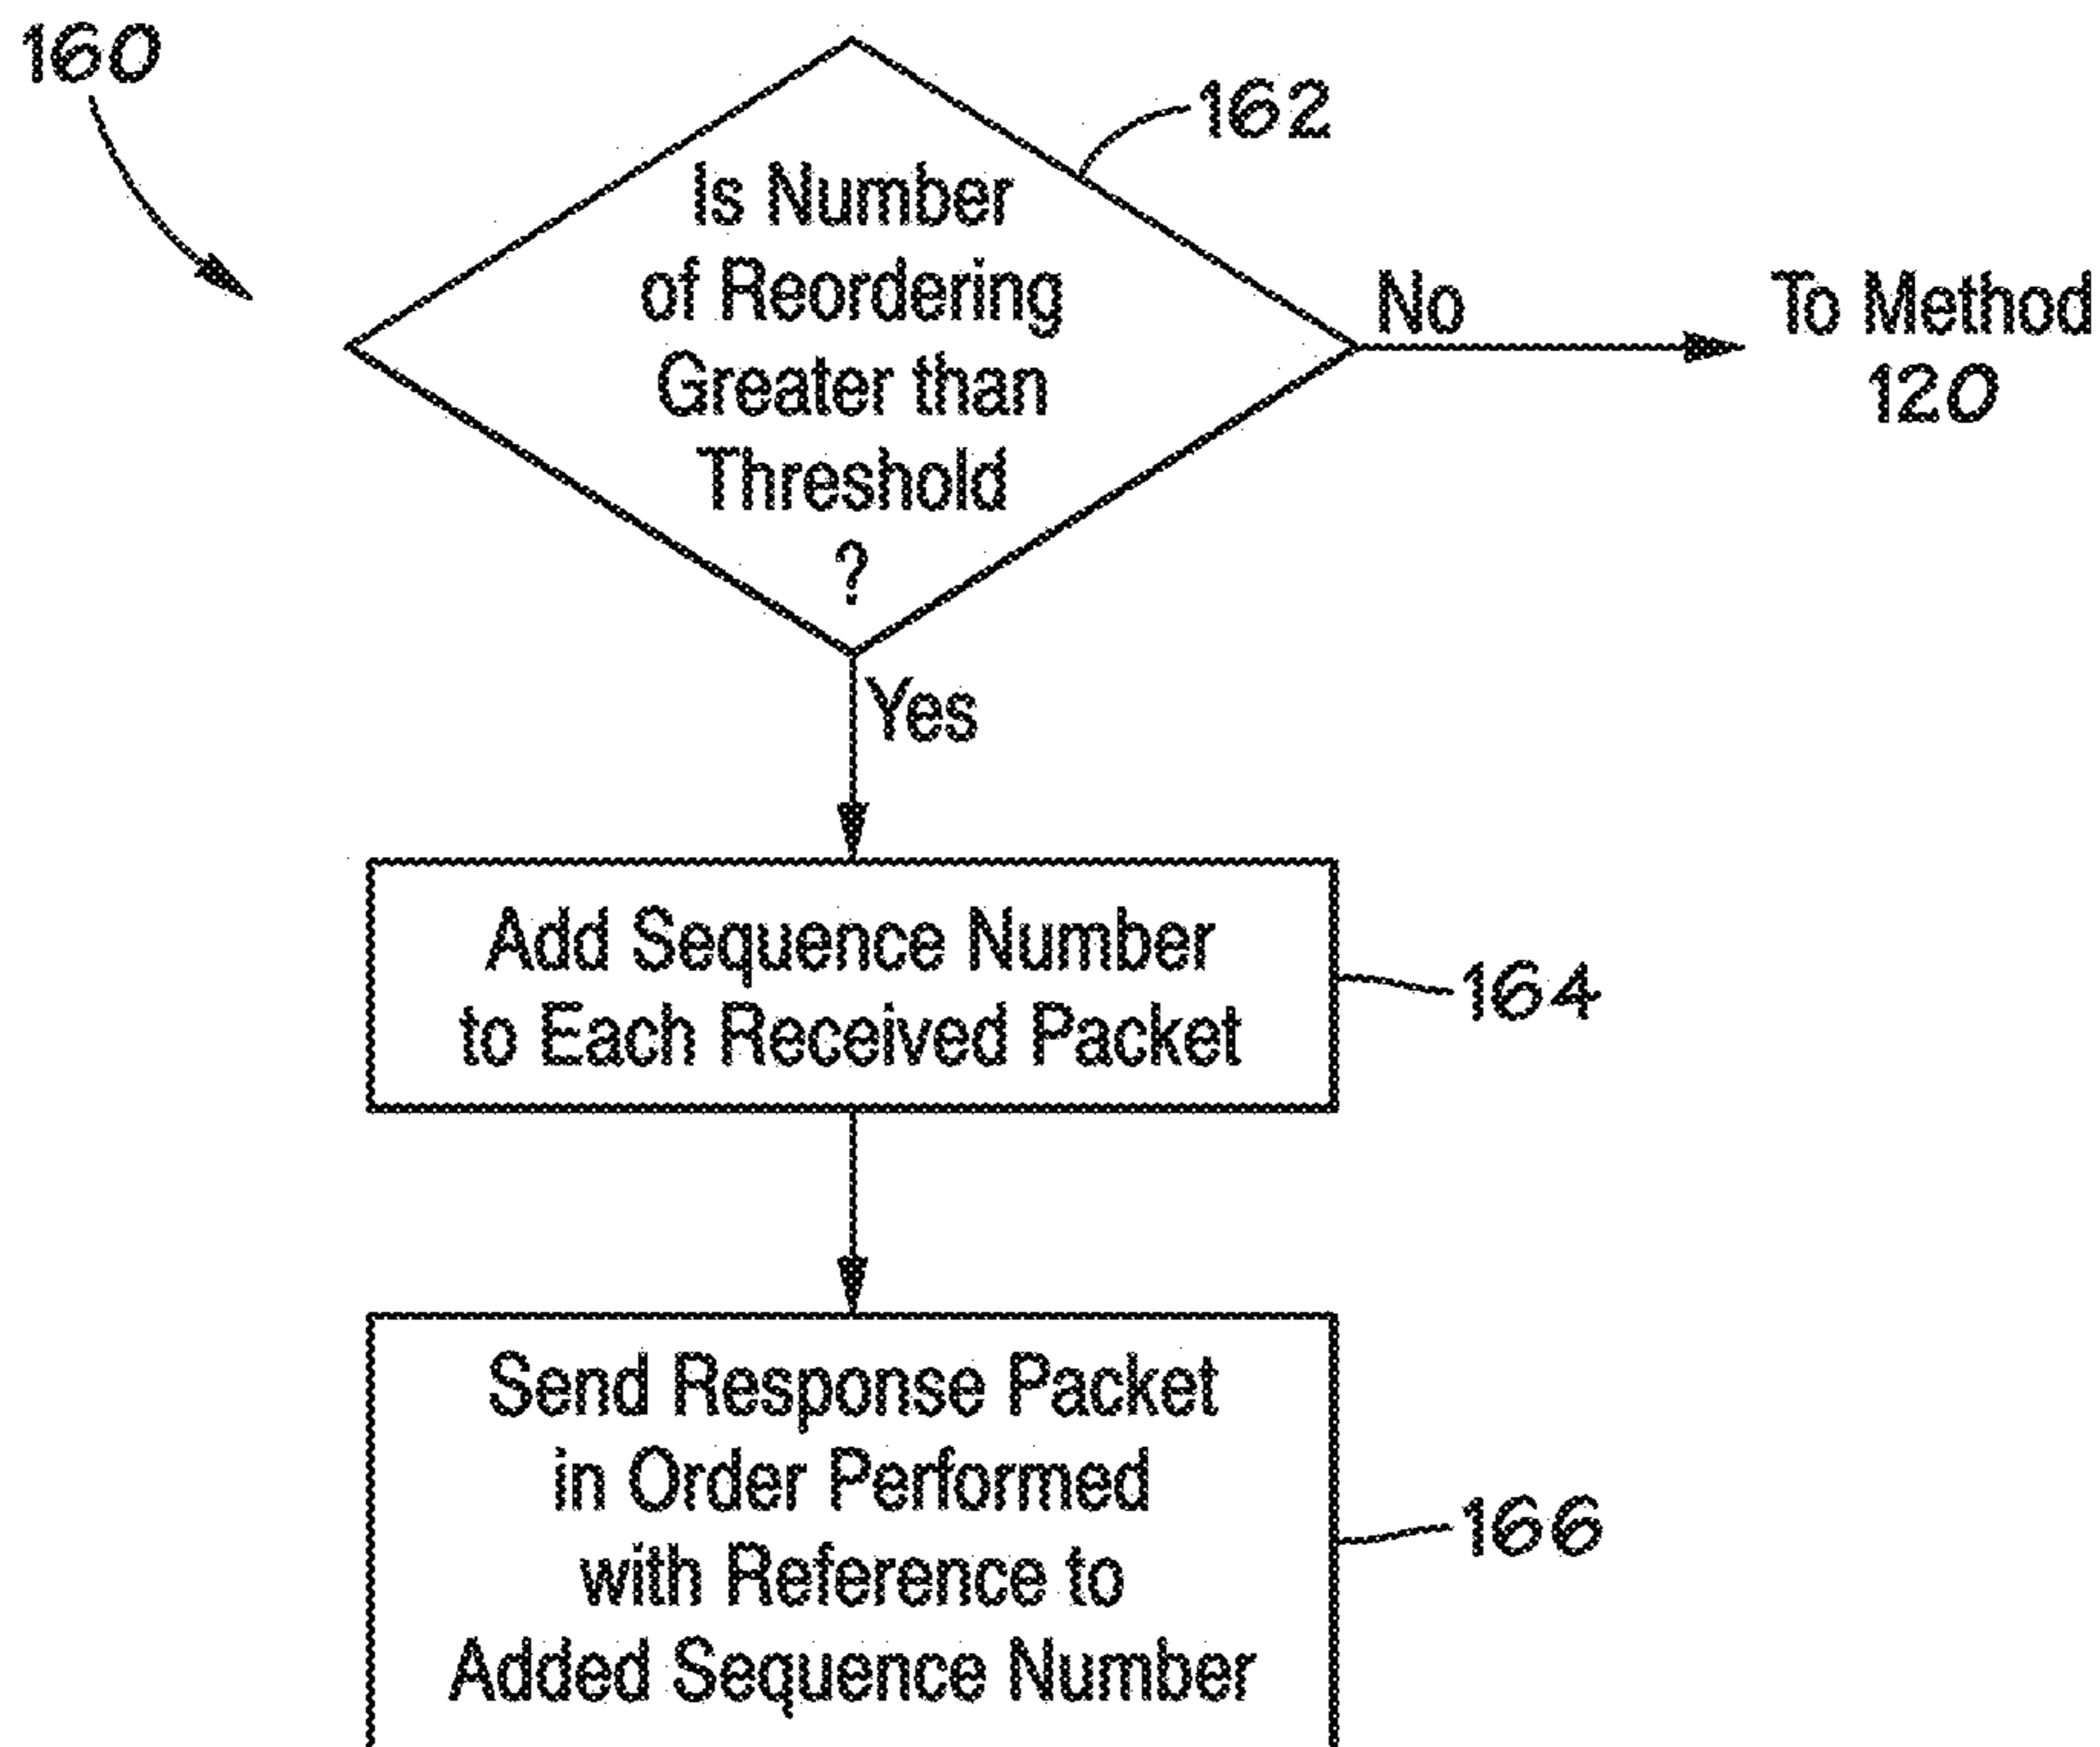 160
162
Is Number
of Reordering
Greater than
Threshold
?
No
To Method
120
Yes
Add Sequence Number
to Each Received Packet
164
Send Response Packet
in Order Performed
with Reference to
Added Sequence Number
166